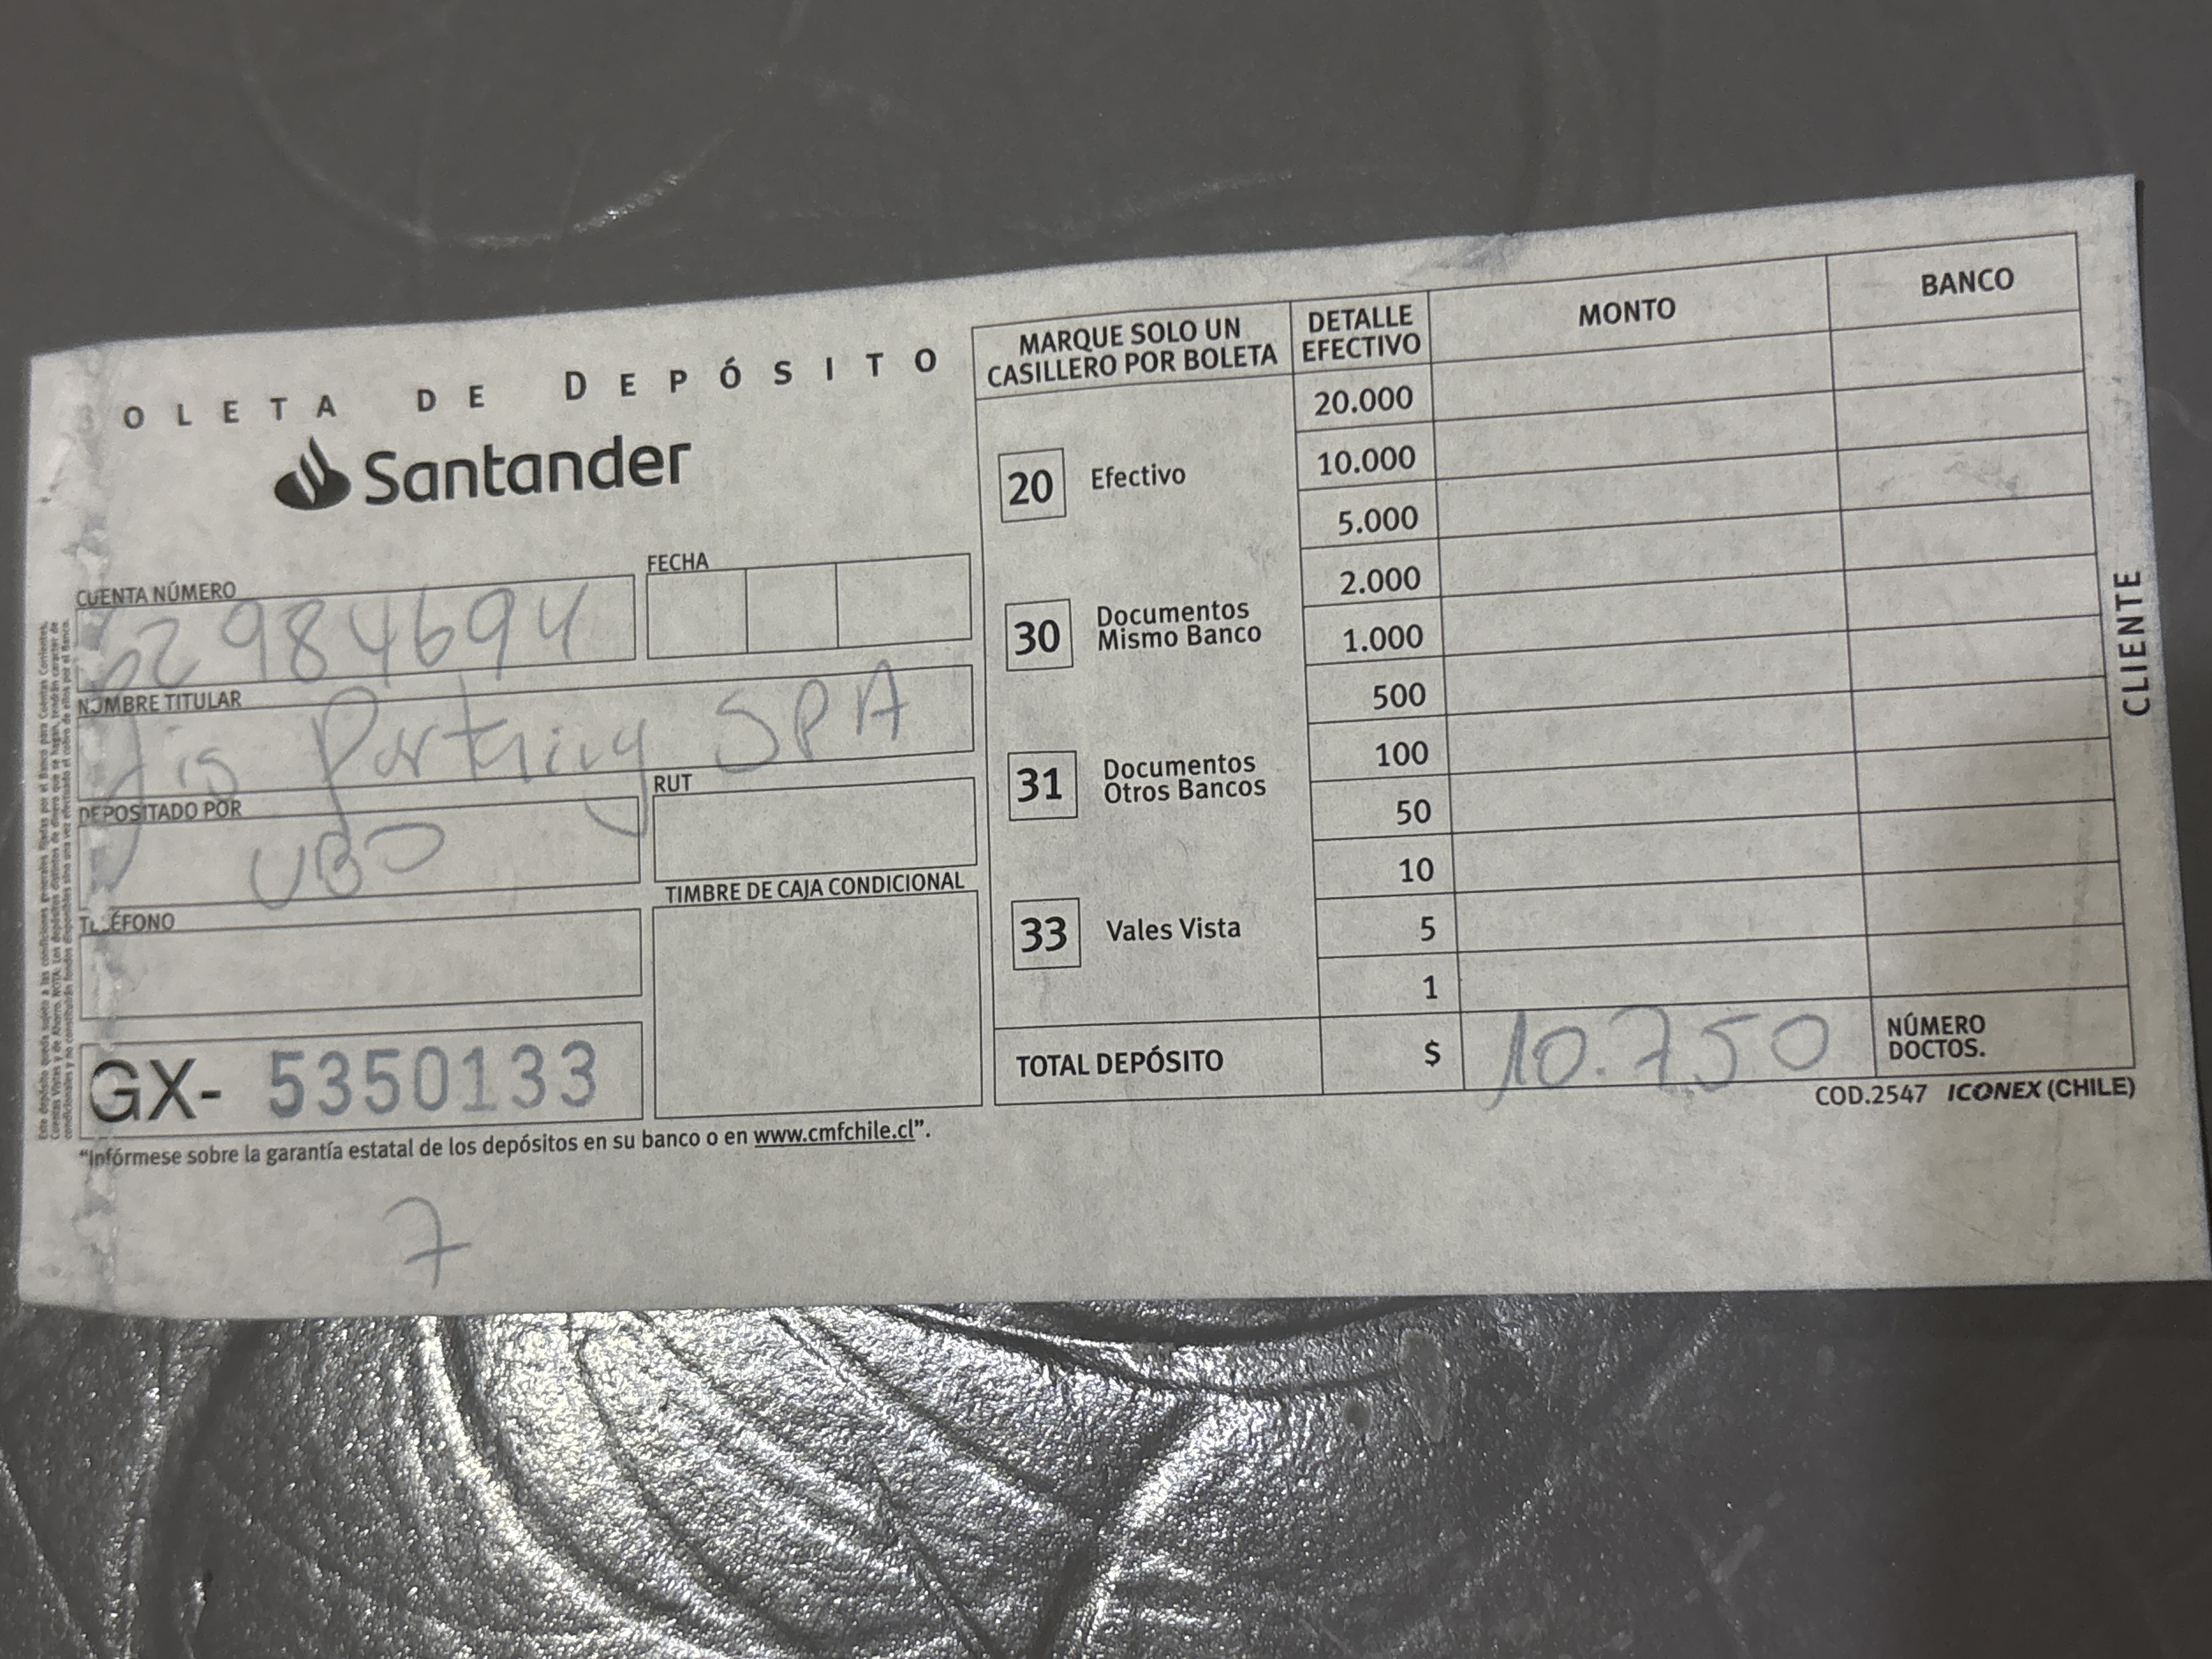 OLETA DE DEPÓSITO
Santander
CUENTA NÚMERO
62984694
FECHA
NOMBRE TITULAR
Jis Parking SPA
DEPOSITADO POR
UBO
RUT
TELÉFONO
TIMBRE DE CAJA CONDICIONAL
GX- 5350133
"Infórmese sobre la garantía estatal de los depósitos en su banco o en www.cmfchile.cl".
7
MARQUE SOLO UN
CASILLERO POR BOLETA
20 Efectivo
30 Documentos
Mismo Banco
31 Documentos
Otros Bancos
33 Vales Vista
DETALLE
EFECTIVO
MONTO
BANCO
20.000
10.000
5.000
2.000
1.000
500
100
50
10
5
1
TOTAL DEPÓSITO $ 10.750
NÚMERO
DOCTOS.
COD.2547 ICONEX (CHILE)
CLIENTE